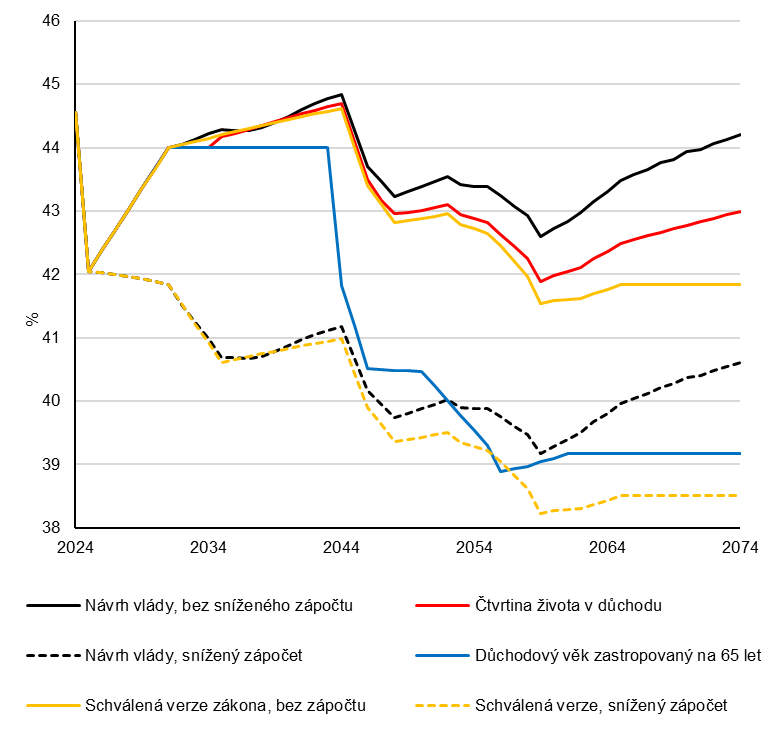 46
45
44
43
42
41
40
39
38
%
2024
2034
2044
2054
2064
2074
Návrh vlády, bez sníženého zápočtu
Čtvrtina života v důchodu
Návrh vlády, snížený zápočet
Důchodový věk zastropovaný na 65 let
Schválená verze zákona, bez zápočtu
Schválená verze, snížený zápočet